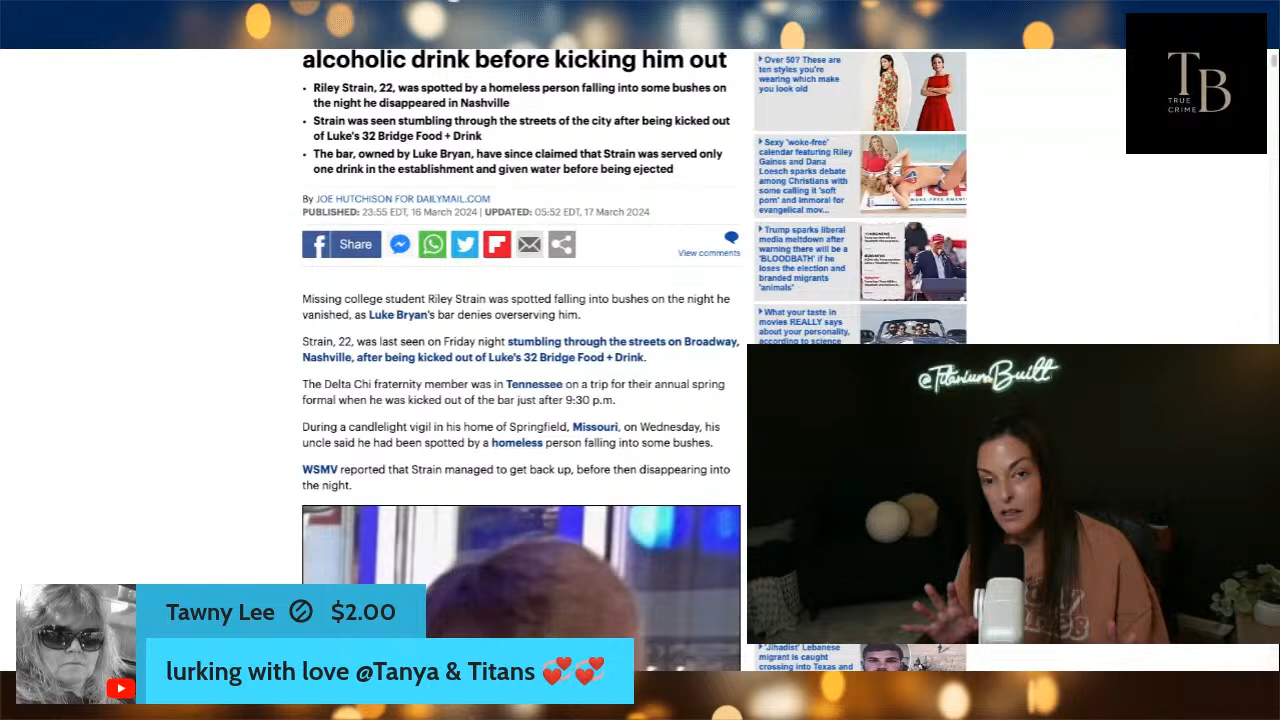 alcoholic drink before kicking him out
• Riley Strain, 22, was spotted by a homeless person falling into some bushes on
the night he disappeared in Nashville
• Strain was seen stumbling through the streets of the city after being kicked out
of Luke's 32 Bridge Food + Drink
• The bar, owned by Luke Bryan, have since claimed that Strain was served only
one drink in the establishment and given water before being ejected
By JOE HUTCHISON FOR DAILYMAIL.COM
PUBLISHED: 23:55 EDT, 16 March 2024 | UPDATED: 05:52 EDT, 17 March 2024
Share
View comments
Missing college student Riley Strain was spotted falling into bushes on the night he
vanished, as Luke Bryan's bar denies overserving him.
Strain, 22, was last seen on Friday night stumbling through the streets on Broadway,
Nashville, after being kicked out of Luke's 32 Bridge Food + Drink.
The Delta Chi fraternity member was in Tennessee on a trip for their annual spring
formal when he was kicked out of the bar just after 9:30 p.m.
During a candlelight vigil in his home of Springfield, Missouri, on Wednesday, his
uncle said he had been spotted by a homeless person falling into some bushes.
WSMV reported that Strain managed to get back up, before then disappearing into
the night.
Over 50? These are
ten styles you're
wearing which make
you look old
Sexy 'woke-free'
calendar featuring Riley
Gaines and Dana
Loesch sparks debate
among Christians with
some calling it 'soft
porn' and immoral for
evangelical mov...
Trump sparks liberal
media meltdown after
warning there will be a
'BLOODBATH' if he
loses the election and
branded migrants
'animals'
What your taste in
movies REALLY says
about your personality,
according to science
TB
TRUE
CRIME
@TitaniumBuilt
'Jihadist' Lebanese
migrant is caught
crossing into Texas and
Tawny Lee $2.00
lurking with love @Tanya & Titans 💞💞